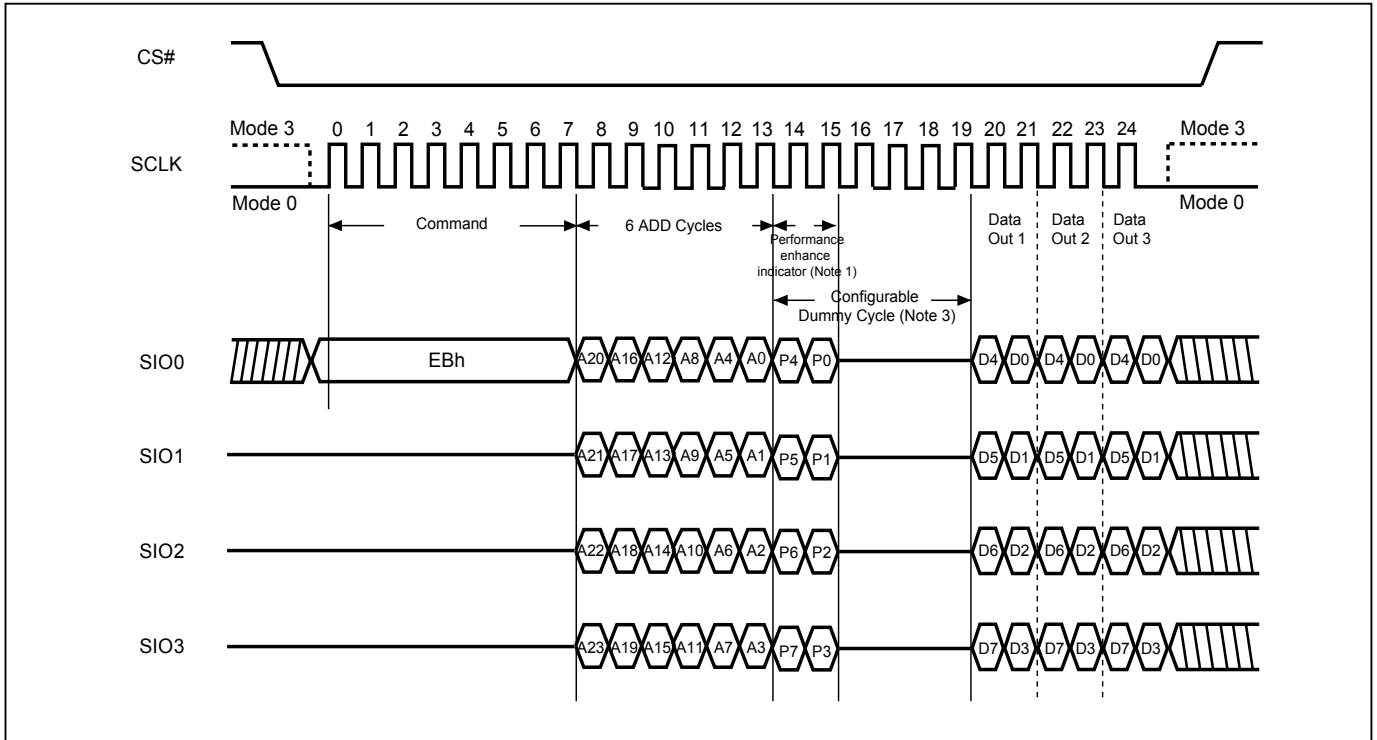 CS#
Mode 3
0 1 2 3 4 5 6 7 8 9 10 11 12 13 14 15 16 17 18 19 20 21 22 23 24
Mode 3
SCLK
Mode 0
Mode 0
Command
6 ADD Cycles
Performance
enhance
indicator (Note 1)
Data
Out 1
Data
Out 2
Data
Out 3
Configurable
Dummy Cycle (Note 3)
SIO0
EBh
A20 A16 A12 A8 A4 A0 P4 P0 D4 D0 D4 D0 D4 D0
SIO1
A21 A17 A13 A9 A5 A1 P5 P1 D5 D1 D5 D1 D5 D1
SIO2
A22 A18 A14 A10 A6 A2 P6 P2 D6 D2 D6 D2 D6 D2
SIO3
A23 A19 A15 A11 A7 A3 P7 P3 D7 D3 D7 D3 D7 D3